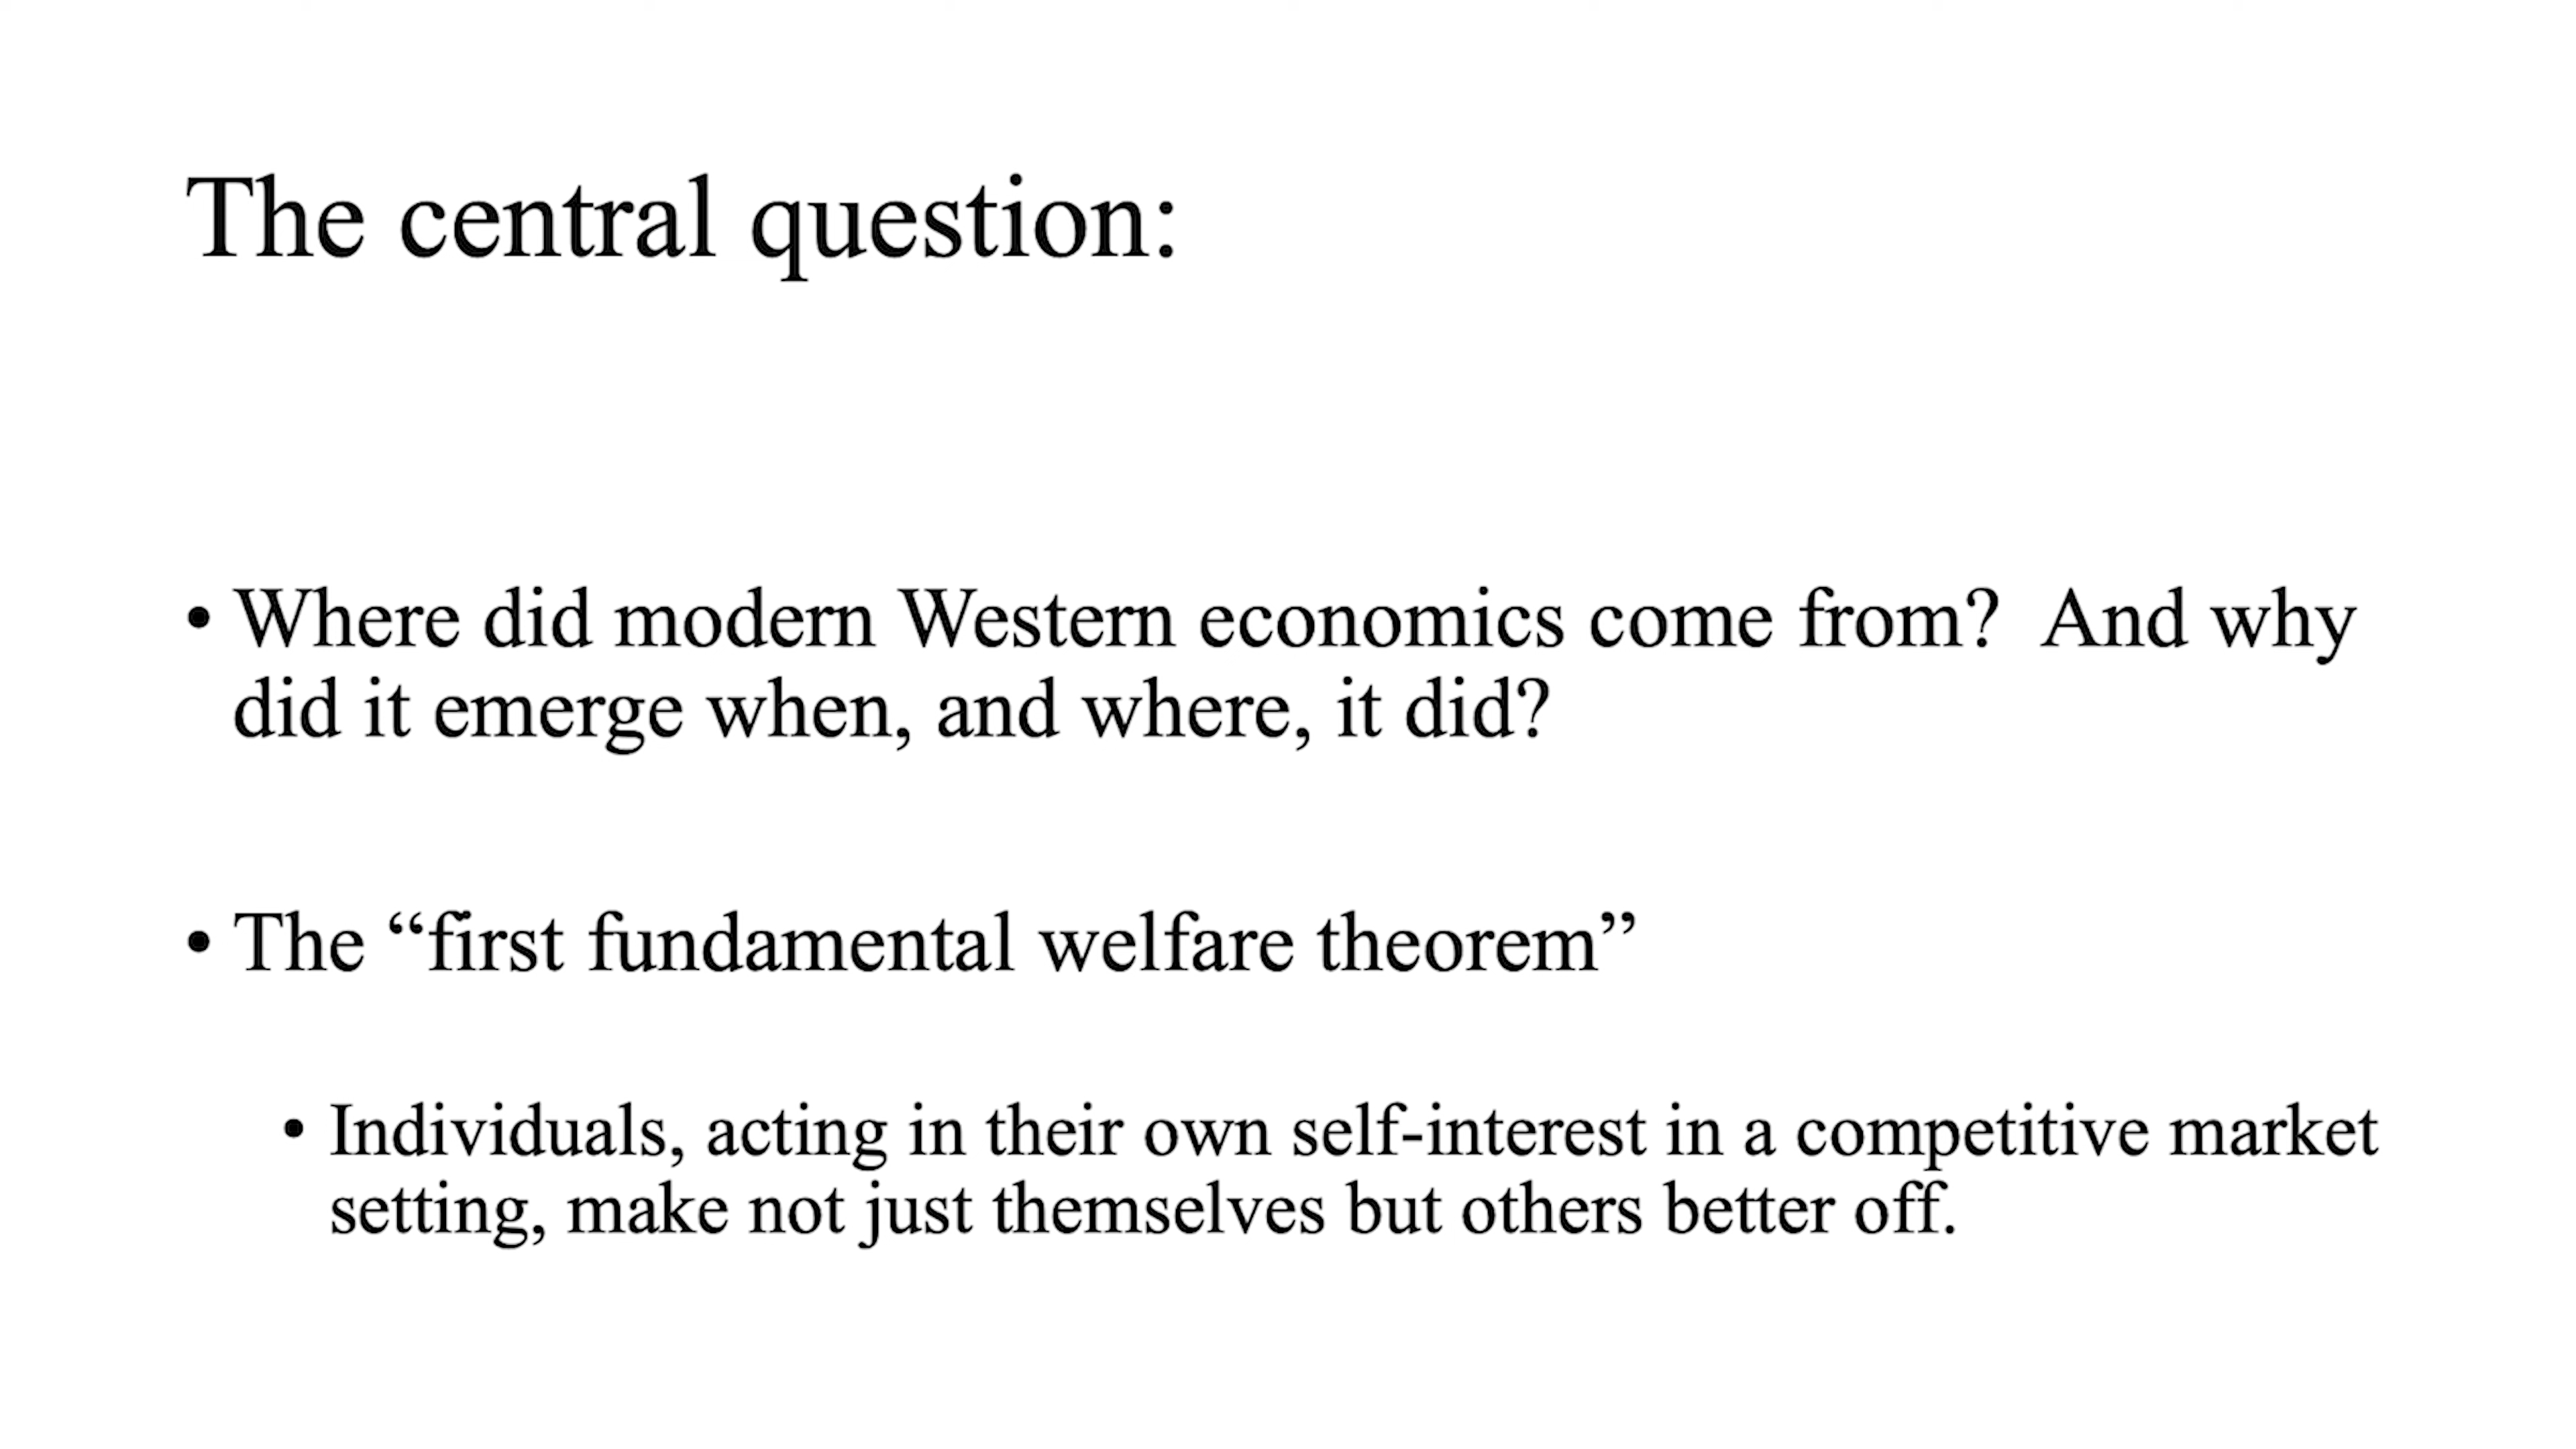 The central question:
• Where did modern Western economics come from?  And why
did it emerge when, and where, it did?
• The “first fundamental welfare theorem”
• Individuals, acting in their own self-interest in a competitive market
setting, make not just themselves but others better off.